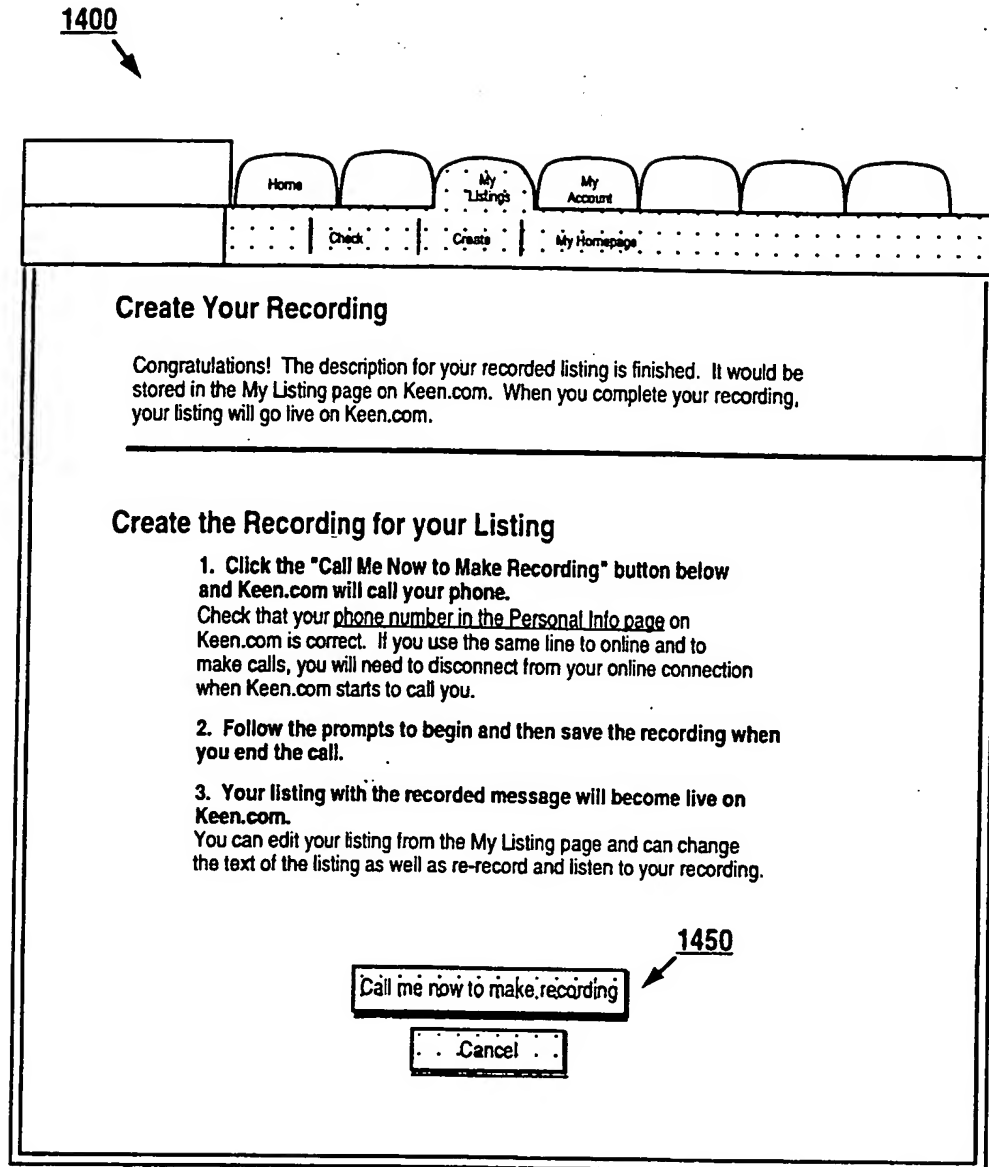 1400
Home
My
Listings
My
Account
Check
Create
My Homepage
Create Your Recording
Congratulations! The description for your recorded listing is finished. It would be
stored in the My Listing page on Keen.com. When you complete your recording,
your listing will go live on Keen.com.
Create the Recording for your Listing
1. Click the "Call Me Now to Make Recording" button below
and Keen.com will call your phone.
Check that your phone number in the Personal Info page on
Keen.com is correct. If you use the same line to online and to
make calls, you will need to disconnect from your online connection
when Keen.com starts to call you.
2. Follow the prompts to begin and then save the recording when
you end the call.
3. Your listing with the recorded message will become live on
Keen.com.
You can edit your listing from the My Listing page and can change
the text of the listing as well as re-record and listen to your recording.
1450
Call me now to make recording
Cancel